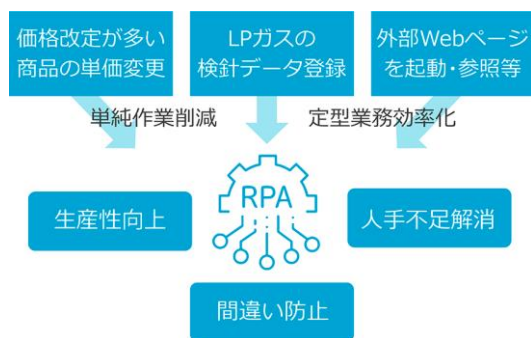 価格改定が多い
商品の単価変更
LPガスの
検針データ登録
外部Webページ
を起動・参照等
単純作業削減
定型業務効率化
RPA
生産性向上
人手不足解消
間違い防止